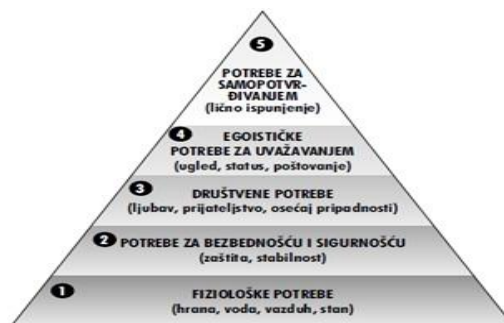 5
POTREBE ZA
SAMOPOTVR-
ĐIVANJEM
(lično ispunjenje)
4 EGOISTIČKE
POTREBE ZA UVAŽAVANJEM
(ugled, status, poštovanje)
3 DRUŠTVENE POTREBE
(ljubav, prijateljstvo, osećaj pripadnosti)
2 POTREBE ZA BEZBEDNOŠĆU I SIGURNOŠĆU
(zaštita, stabilnost)
1 FIZIOLOŠKE POTREBE
(hrana, voda, vazduh, stan)